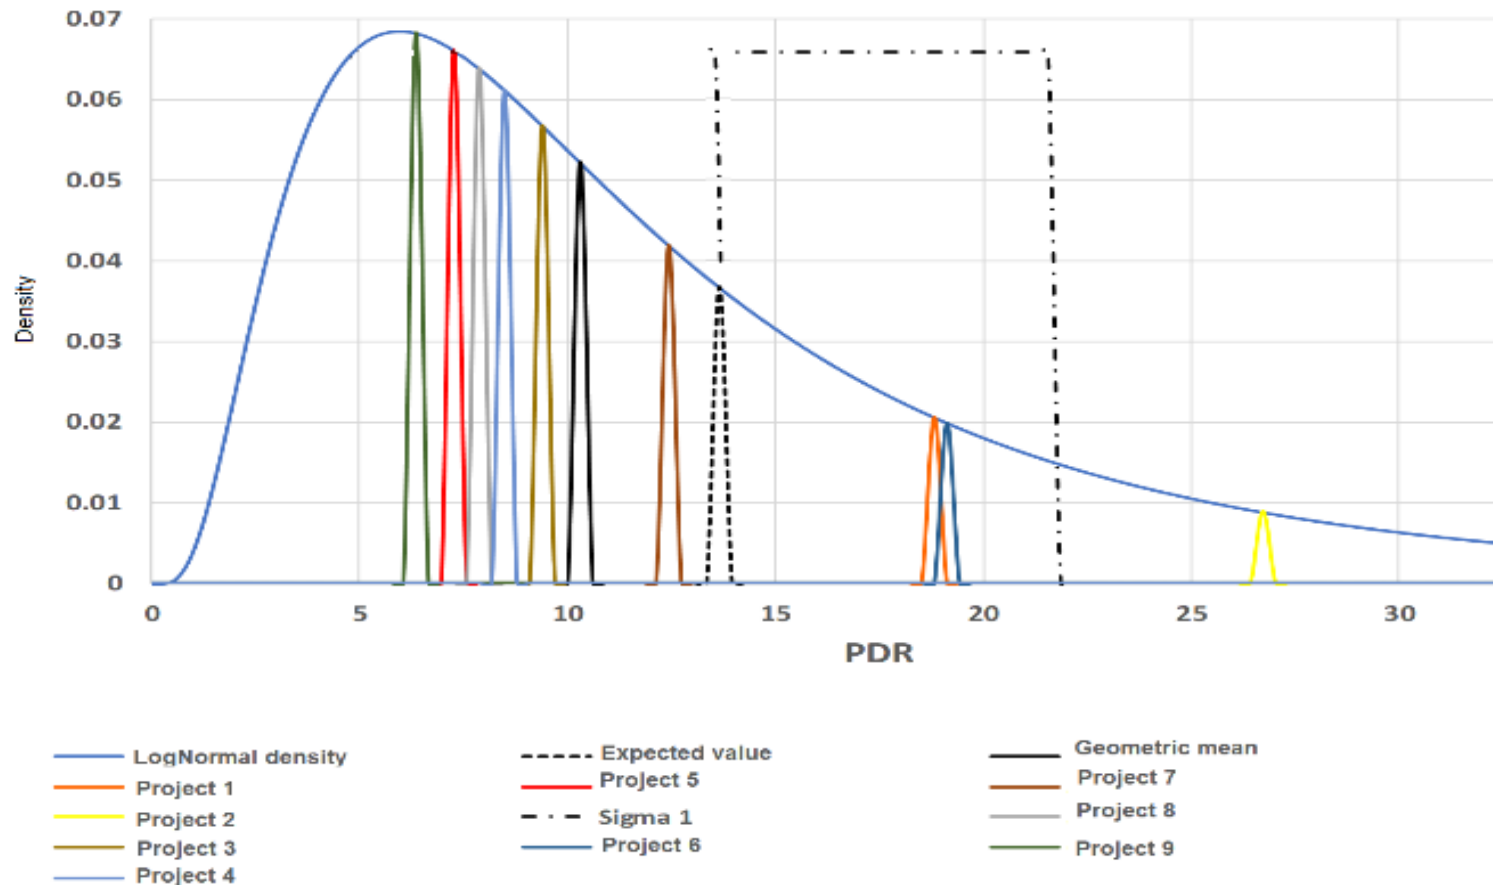 0.07
0.06
0.05
0.04
0.03
0.02
0.01
0
Density
0 5 10 15 20 25 30
PDR
LogNormal density Expected value Geometric mean
Project 1 Project 5 Project 7
Project 2 Sigma 1 Project 8
Project 3 Project 6 Project 9
Project 4